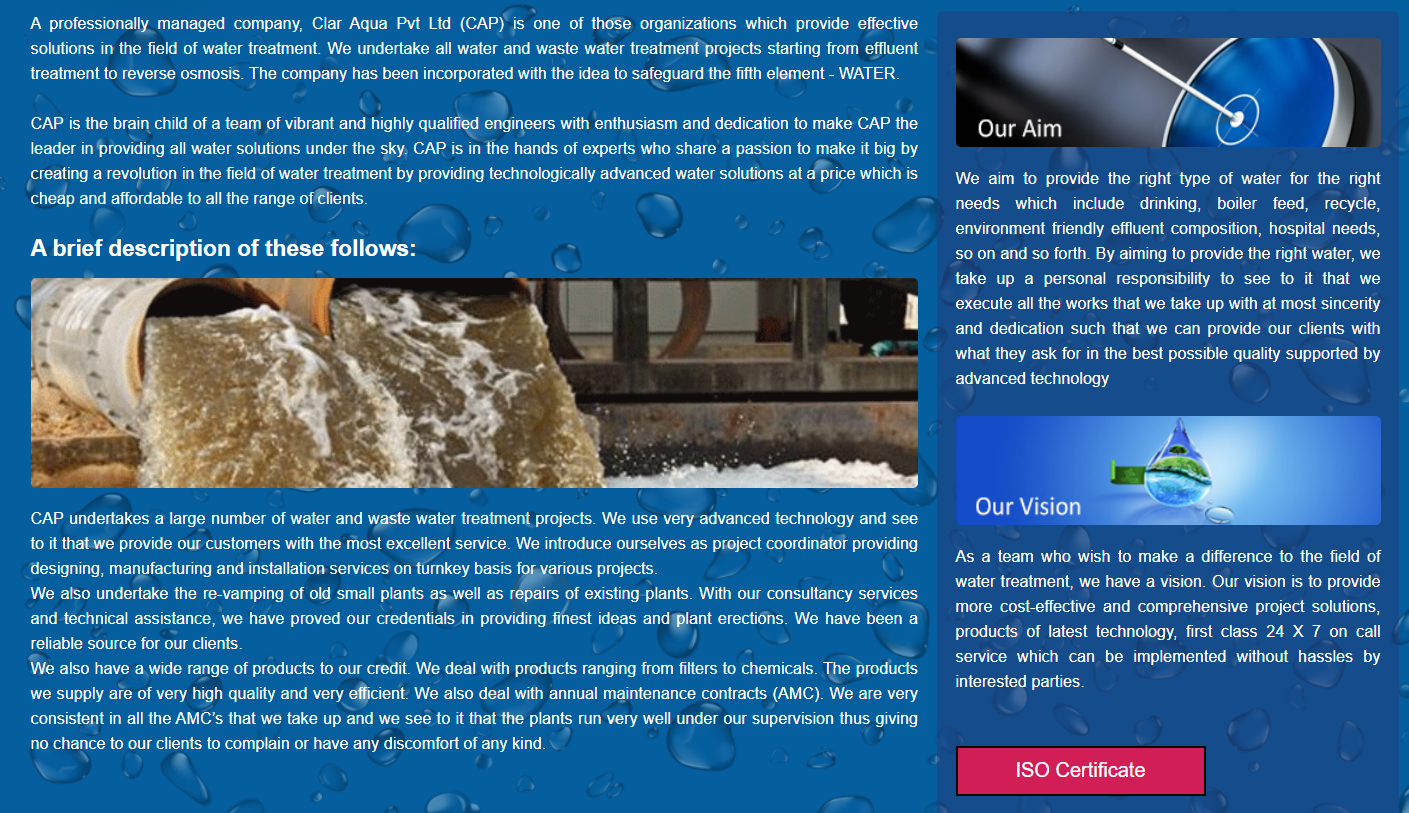 A professionally managed company, Clar Aqua Pvt Ltd (CAP) is one of those organizations which provide effective
solutions in the field of water treatment. We undertake all water and waste water treatment projects starting from effluent
treatment to reverse osmosis. The company has been incorporated with the idea to safeguard the fifth element - WATER.
CAP is the brain child of a team of vibrant and highly qualified engineers with enthusiasm and dedication to make CAP the
leader in providing all water solutions under the sky. CAP is in the hands of experts who share a passion to make it big by
creating a revolution in the field of water treatment by providing technologically advanced water solutions at a price which is
cheap and affordable to all the range of clients.
A brief description of these follows:
CAP undertakes a large number of water and waste water treatment projects. We use very advanced technology and see
to it that we provide our customers with the most excellent service. We introduce ourselves as project coordinator providing
designing, manufacturing and installation services on turnkey basis for various projects.
We also undertake the re-vamping of old small plants as well as repairs of existing plants. With our consultancy services
and technical assistance, we have proved our credentials in providing finest ideas and plant erections. We have been a
reliable source for our clients.
We also have a wide range of products to our credit. We deal with products ranging from filters to chemicals. The products
we supply are of very high quality and very efficient. We also deal with annual maintenance contracts (AMC). We are very
consistent in all the AMC's that we take up and we see to it that the plants run very well under our supervision thus giving
no chance to our clients to complain or have any discomfort of any kind.
Our Aim
We aim to provide the right type of water for the right
needs which include drinking, boiler feed, recycle,
environment friendly effluent composition, hospital needs,
so on and so forth. By aiming to provide the right water, we
take up a personal responsibility to see to it that we
execute all the works that we take up with at most sincerity
and dedication such that we can provide our clients with
what they ask for in the best possible quality supported by
advanced technology
Our Vision
As a team who wish to make a difference to the field of
water treatment, we have a vision. Our vision is to provide
more cost-effective and comprehensive project solutions,
products of latest technology, first class 24 X 7 on call
service which can be implemented without hassles by
interested parties.
ISO Certificate